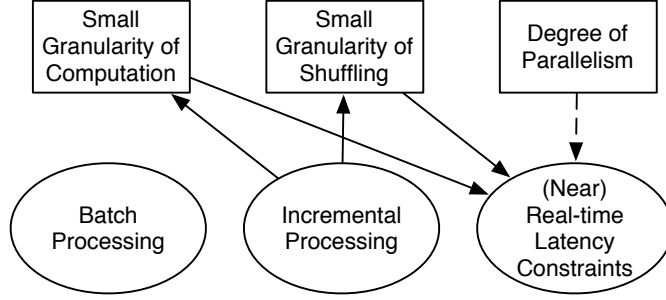 Small
Granularity of
Computation
Small
Granularity of
Shuffling
Degree of
Parallelism
Batch
Processing
Incremental
Processing
(Near)
Real-time
Latency
Constraints